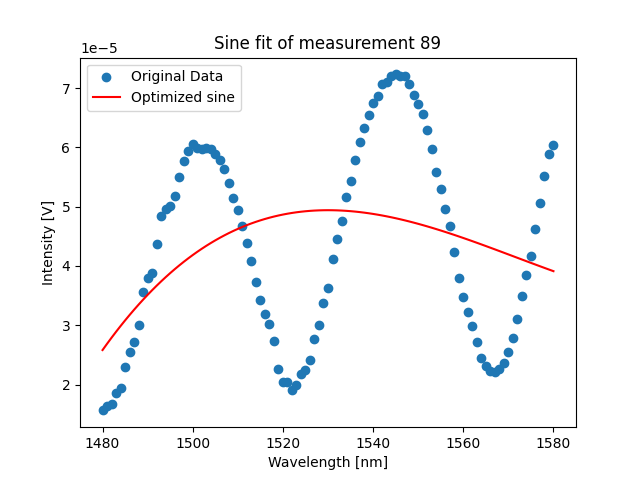 Sine fit of measurement 89
1e−5
Original Data
Optimized sine
7
6
5
4
3
2
Intensity [V]
1480 1500 1520 1540 1560 1580
Wavelength [nm]